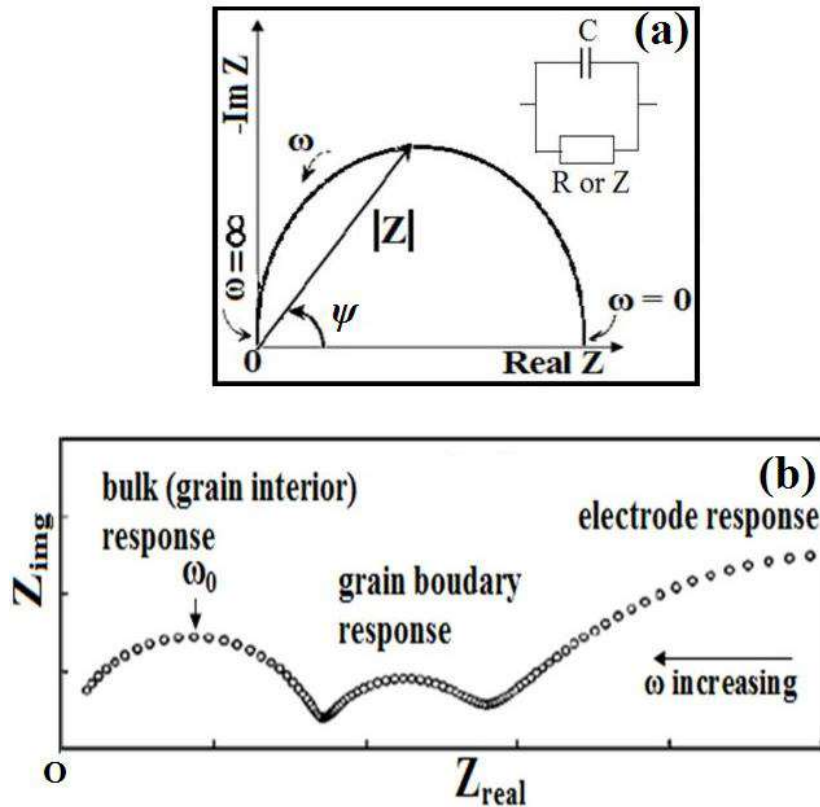 (a)
C
R or Z
-Im Z
ω
|Z|
ω=∞
ψ
ω = 0
0
Real Z
(b)
bulk (grain interior)
response
electrode response
ω₀
grain boudary
response
Zimg
ω increasing
O
Zreal